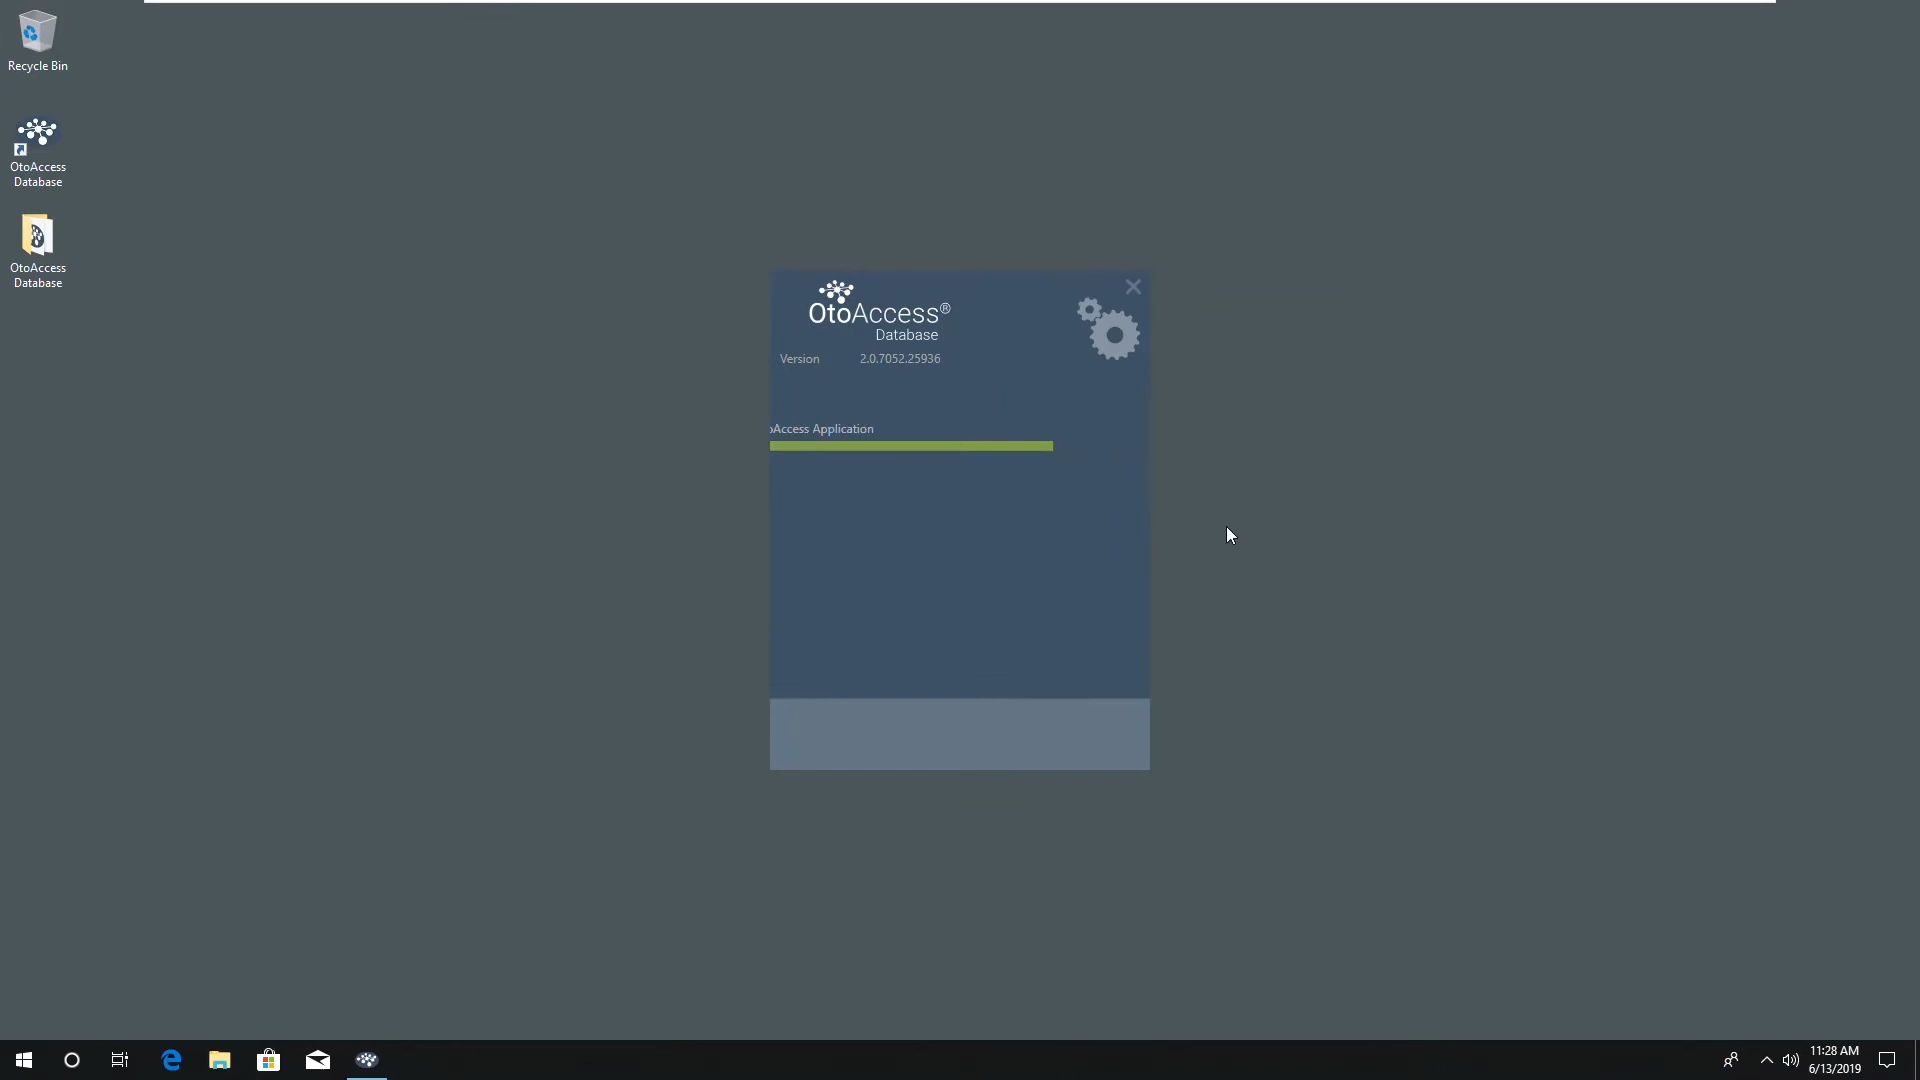 Recycle Bin
OtoAccess
Database
OtoAccess
Database
OtoAccess®
Database
Version 2.0.7052.25936
oAccess Application
11:28 AM
6/13/2019